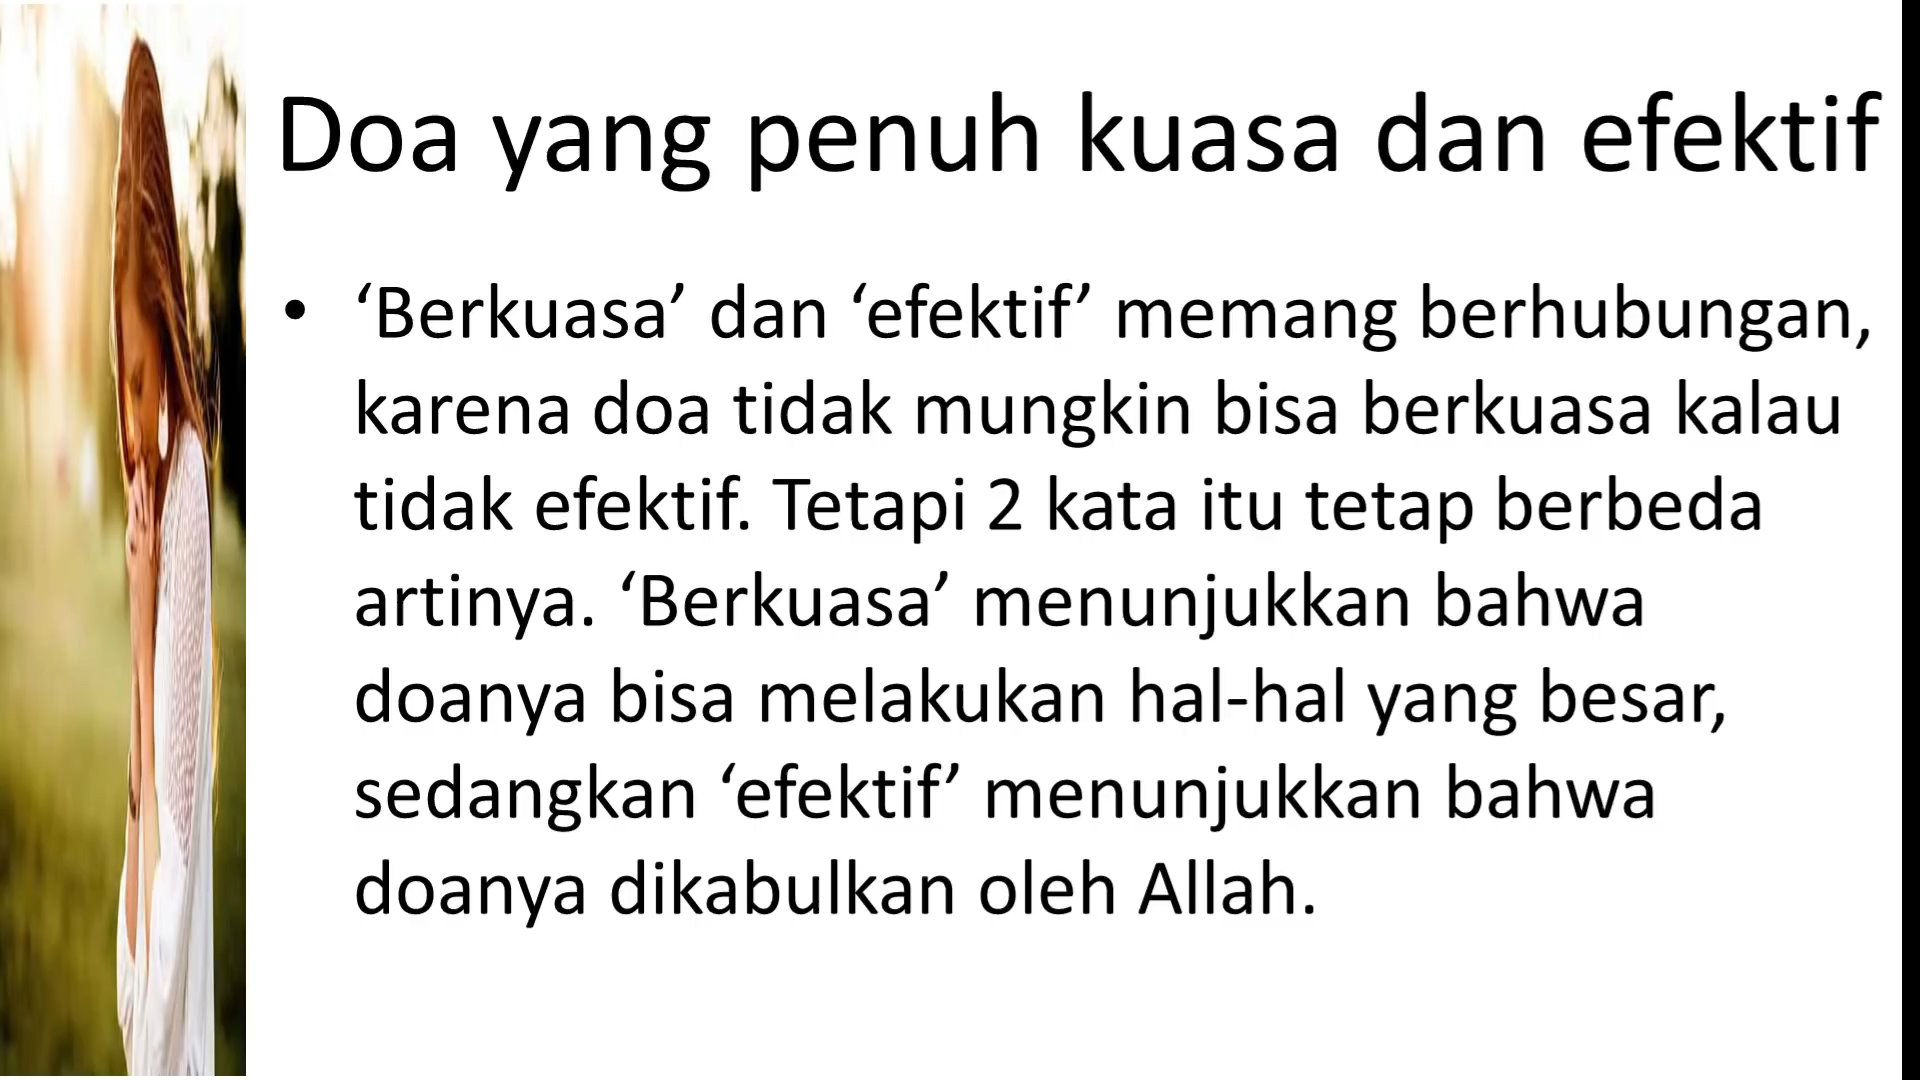 Doa yang penuh kuasa dan efektif
• ‘Berkuasa’ dan ‘efektif’ memang berhubungan,
karena doa tidak mungkin bisa berkuasa kalau
tidak efektif. Tetapi 2 kata itu tetap berbeda
artinya. ‘Berkuasa’ menunjukkan bahwa
doanya bisa melakukan hal-hal yang besar,
sedangkan ‘efektif’ menunjukkan bahwa
doanya dikabulkan oleh Allah.